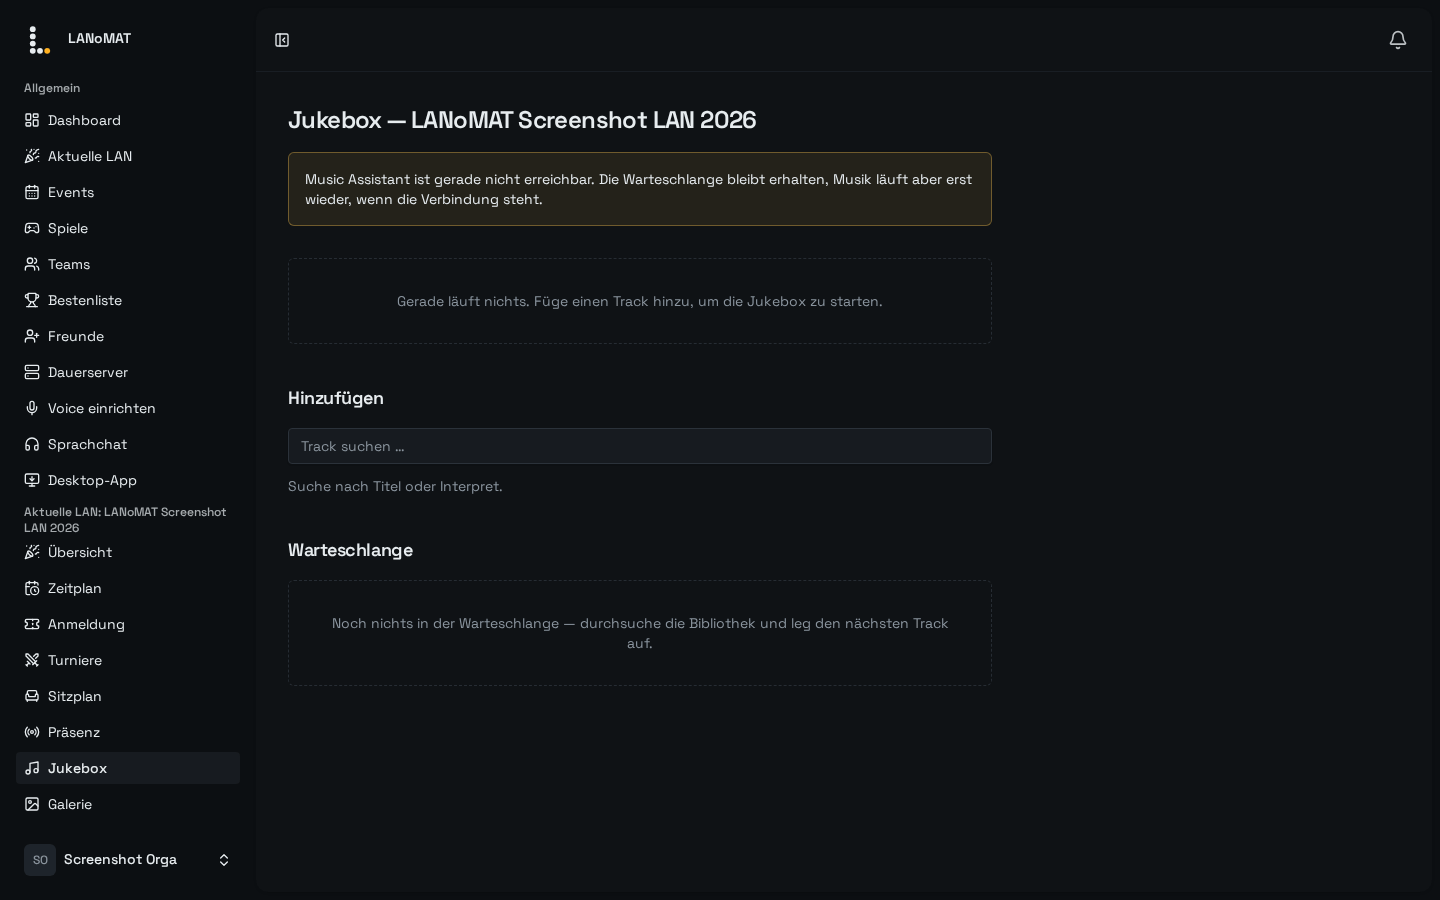 LANoMAT
Allgemein
Dashboard
Aktuelle LAN
Events
Spiele
Teams
Bestenliste
Freunde
Dauerserver
Voice einrichten
Sprachchat
Desktop-App
Aktuelle LAN: LANoMAT Screenshot
LAN 2026
Übersicht
Zeitplan
Anmeldung
Turniere
Sitzplan
Präsenz
Jukebox
Galerie
SO
Screenshot Orga
Jukebox — LANoMAT Screenshot LAN 2026
Music Assistant ist gerade nicht erreichbar. Die Warteschlange bleibt erhalten, Musik läuft aber erst
wieder, wenn die Verbindung steht.
Gerade läuft nichts. Füge einen Track hinzu, um die Jukebox zu starten.
Hinzufügen
Track suchen …
Suche nach Titel oder Interpret.
Warteschlange
Noch nichts in der Warteschlange — durchsuche die Bibliothek und leg den nächsten Track
auf.